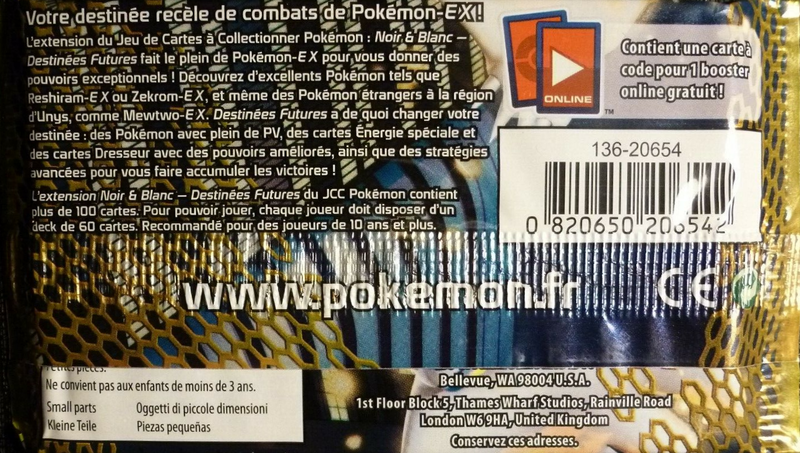 Votre destinée recèle de combats de Pokémon-EX!
L'extension du Jeu de Cartes à Collectionner Pokémon : Noir & Blanc –
Destinées Futures fait le plein de Pokémon-EX pour vous donner des
pouvoirs exceptionnels ! Découvrez d'excellents Pokémon tels que
Reshiram-EX ou Zekrom-EX, et même des Pokémon étrangers à la région
d'Unys, comme Mewtwo-EX. Destinées Futures a de quoi changer votre
destinée : des Pokémon avec plein de PV, des cartes Énergie spéciale et
des cartes Dresseur avec des pouvoirs améliorés, ainsi que des stratégies
avancées pour vous faire accumuler les victoires !
L'extension Noir & Blanc – Destinées Futures du JCC Pokémon contient
plus de 100 cartes. Pour pouvoir jouer, chaque joueur doit disposer d'un
deck de 60 cartes. Recommandé pour des joueurs de 10 ans et plus.
ONLINE
TM
Contient une carte à
code pour 1 booster
online gratuit !
136-20654
0 820650 206542
www.pokemon.fr
CE
Petites pièces.
Ne convient pas aux enfants de moins de 3 ans.
Small parts Oggetti di piccole dimensioni
Kleine Teile Piezas pequeñas
Bellevue, WA 98004 U.S.A.
1st Floor Block 5, Thames Wharf Studios, Rainville Road
London W6 9HA, United Kingdom
Conservez ces adresses.